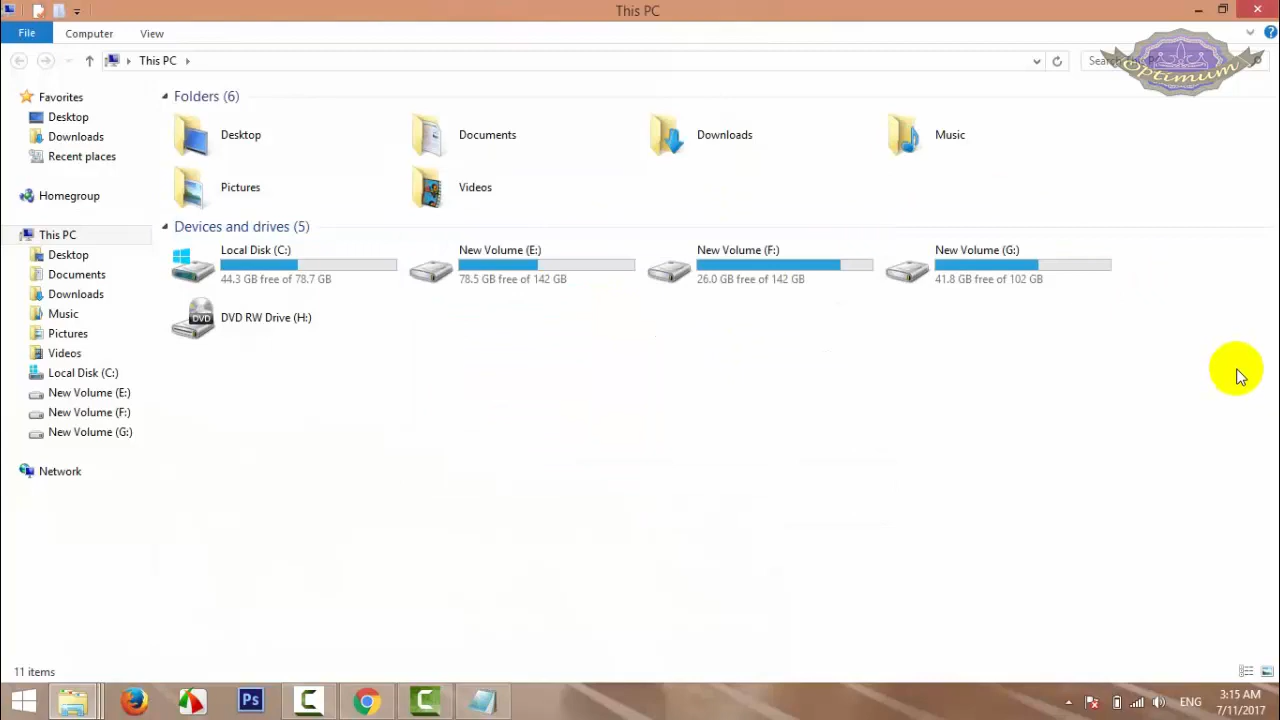 This PC
File
Computer
View
This PC
Search
Optimum
Favorites
Desktop
Downloads
Recent places
Homegroup
This PC
Desktop
Documents
Downloads
Music
Pictures
Videos
Local Disk (C:)
New Volume (E:)
New Volume (F:)
New Volume (G:)
Network
Folders (6)
Desktop
Documents
Downloads
Music
Pictures
Videos
Devices and drives (5)
Local Disk (C:)
44.3 GB free of 78.7 GB
New Volume (E:)
78.5 GB free of 142 GB
New Volume (F:)
26.0 GB free of 142 GB
New Volume (G:)
41.8 GB free of 102 GB
DVD
DVD RW Drive (H:)
11 items
Ps
ENG
3:15 AM
7/11/2017